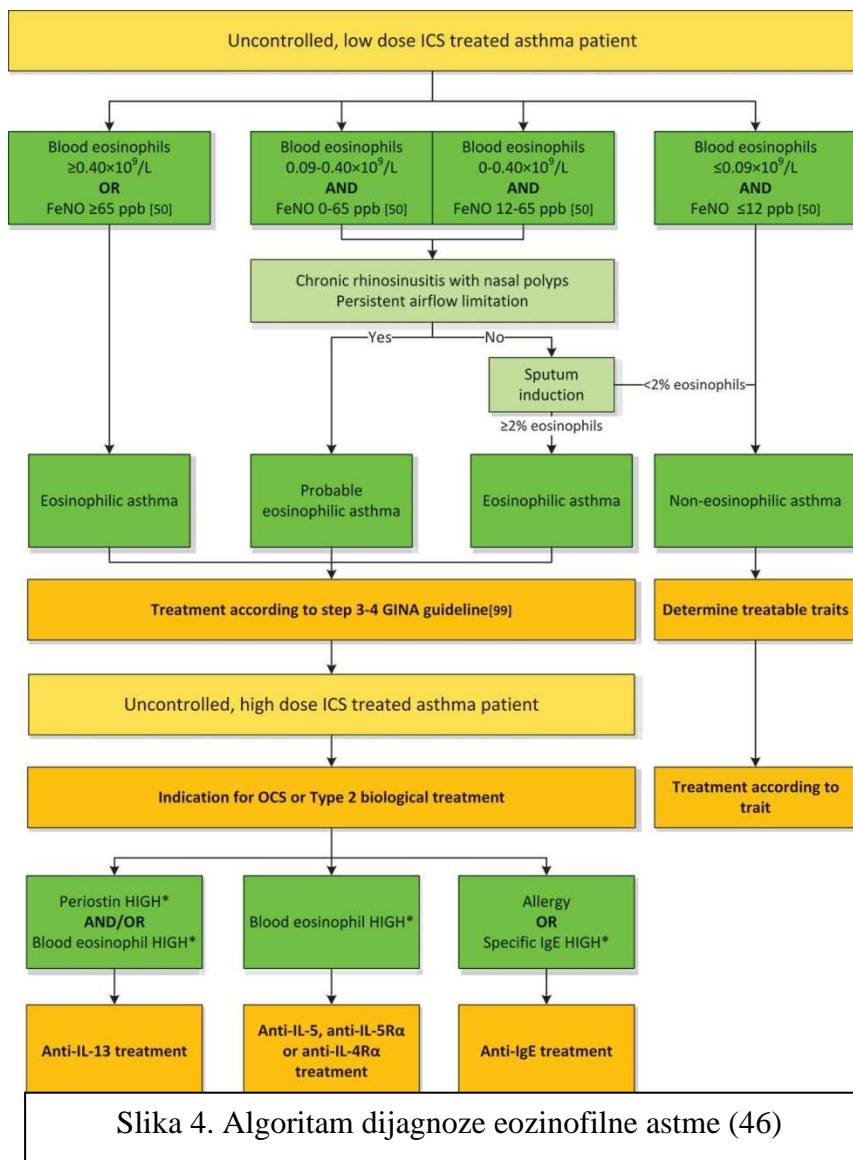 Uncontrolled, low dose ICS treated asthma patient
Blood eosinophils
≥0.40×10⁹/L
OR
FeNO ≥65 ppb [50]
Blood eosinophils
0.09-0.40×10⁹/L
AND
FeNO 0-65 ppb [50]
Blood eosinophils
0-0.40×10⁹/L
AND
FeNO 12-65 ppb [50]
Blood eosinophils
≤0.09×10⁹/L
AND
FeNO ≤12 ppb [50]
Chronic rhinosinusitis with nasal polyps
Persistent airflow limitation
Yes
No
Sputum
induction
<2% eosinophils
≥2% eosinophils
Eosinophilic asthma
Probable
eosinophilic asthma
Eosinophilic asthma
Non-eosinophilic asthma
Treatment according to step 3-4 GINA guideline[99]
Determine treatable traits
Uncontrolled, high dose ICS treated asthma patient
Indication for OCS or Type 2 biological treatment
Treatment according to
trait
Periostin HIGH*
AND/OR
Blood eosinophil HIGH*
Blood eosinophil HIGH*
Allergy
OR
Specific IgE HIGH*
Anti-IL-13 treatment
Anti-IL-5, anti-IL-5Rα
or anti-IL-4Rα
treatment
Anti-IgE treatment
Slika 4. Algoritam dijagnoze eozinofilne astme (46)